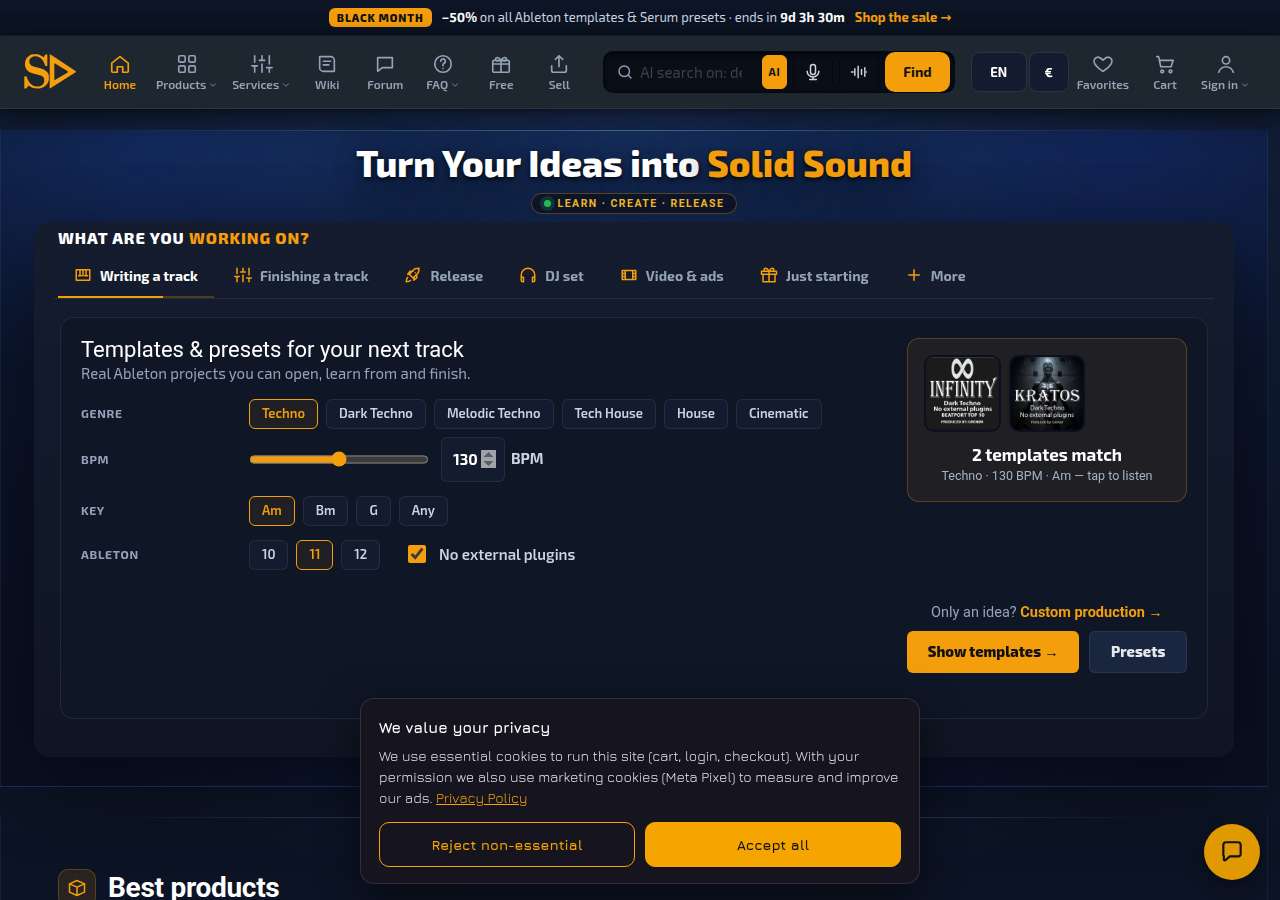 BLACK MONTH −50% on all Ableton templates & Serum presets · ends in 9d 3h 30m Shop the sale →
Home Products Services Wiki Forum FAQ Free Sell AI search on: de AI Find EN € Favorites Cart Sign in
Turn Your Ideas into Solid Sound
LEARN · CREATE · RELEASE
WHAT ARE YOU WORKING ON?
Writing a track Finishing a track Release DJ set Video & ads Just starting More
Templates & presets for your next track
Real Ableton projects you can open, learn from and finish.
GENRE Techno Dark Techno Melodic Techno Tech House House Cinematic
BPM 130 BPM
KEY Am Bm G Any
ABLETON 10 11 12 No external plugins
INFINITY
Dark Techno
No external plugins
BEATPORT TOP 10
KRATOS
Dark Techno
No external plugins
2 templates match
Techno · 130 BPM · Am — tap to listen
Only an idea? Custom production →
Show templates → Presets
We value your privacy
We use essential cookies to run this site (cart, login, checkout). With your
permission we also use marketing cookies (Meta Pixel) to measure and improve
our ads. Privacy Policy
Reject non-essential Accept all
Best products